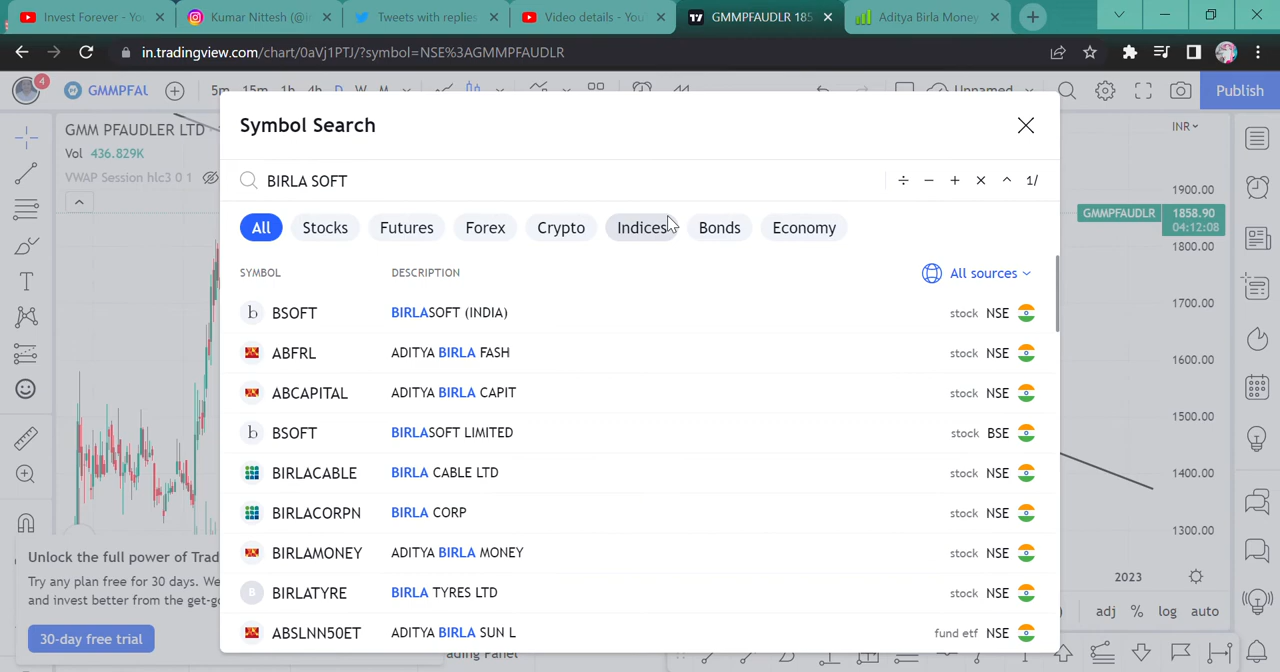 Invest Forever - Yo
Kumar Nittesh (@in
Tweets with replies
Video details - You
GMMPFAUDLR 185
Aditya Birla Money
in.tradingview.com/chart/0aVj1PTJ/?symbol=NSE%3AGMMPFAUDLR
4
GMMPFAL
5m 15m 1h 4h D W M
Unnamed
Publish
Symbol Search
GMM PFAUDLER LTD
INR
Vol 436.829K
VWAP Session hlc3 0 1
BIRLA SOFT
÷ − + × ^ 1/
1900.00
GMMPFAUDLR 1858.90
04:12:08
1800.00
1700.00
1600.00
1500.00
1400.00
1300.00
All Stocks Futures Forex Crypto Indices Bonds Economy
SYMBOL DESCRIPTION All sources
BSOFT BIRLASOFT (INDIA) stock NSE
ABFRL ADITYA BIRLA FASH stock NSE
ABCAPITAL ADITYA BIRLA CAPIT stock NSE
b BSOFT BIRLASOFT LIMITED stock BSE
BIRLACABLE BIRLA CABLE LTD stock NSE
BIRLACORPN BIRLA CORP stock NSE
BIRLAMONEY ADITYA BIRLA MONEY stock NSE
B BIRLATYRE BIRLA TYRES LTD stock NSE
ABSLNN50ET ADITYA BIRLA SUN L fund etf NSE
Unlock the full power of Trad
Try any plan free for 30 days. We
and invest better from the get-go
30-day free trial
2023
adj % log auto
ading Panel